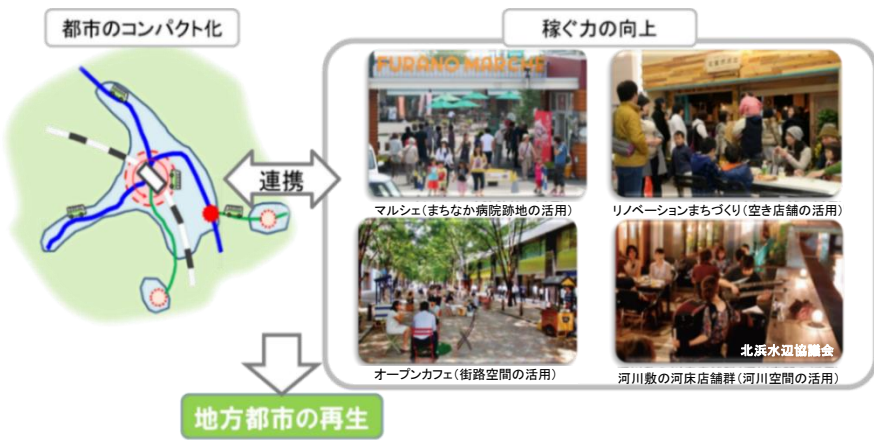 都市のコンパクト化
稼ぐ力の向上
FURANO MARCHE
連携
マルシェ(まちなか病院跡地の活用)
リノベーションまちづくり(空き店舗の活用)
北浜水辺協議会
オープンカフェ(街路空間の活用)
河川敷の河床店舗群(河川空間の活用)
地方都市の再生